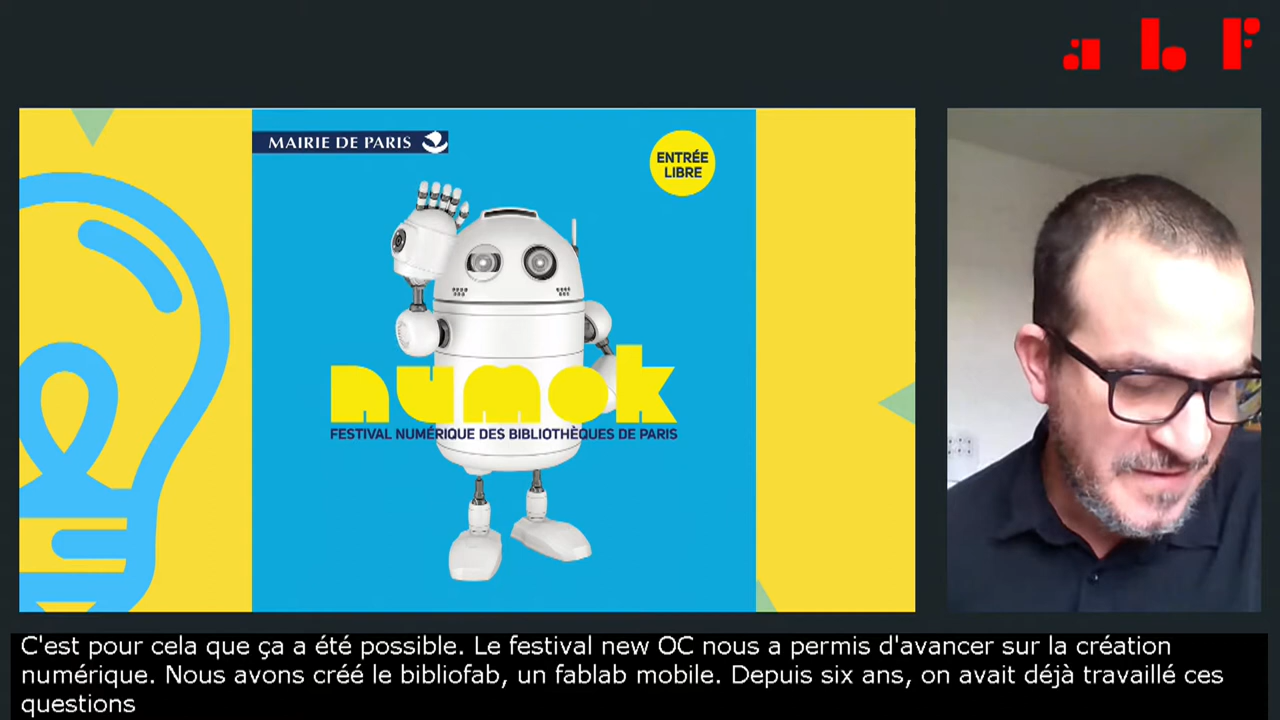 abf
MAIRIE DE PARIS
ENTRÉE
LIBRE
numok
FESTIVAL NUMÉRIQUE DES BIBLIOTHÈQUES DE PARIS
C'est pour cela que ça a été possible. Le festival new OC nous a permis d'avancer sur la création
numérique. Nous avons créé le bibliofab, un fablab mobile. Depuis six ans, on avait déjà travaillé ces
questions